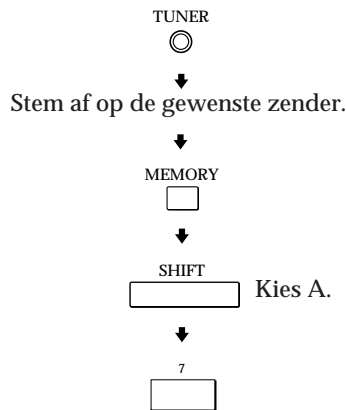 TUNER
Stem af op de gewenste zender.
MEMORY
SHIFT
Kies A.
7